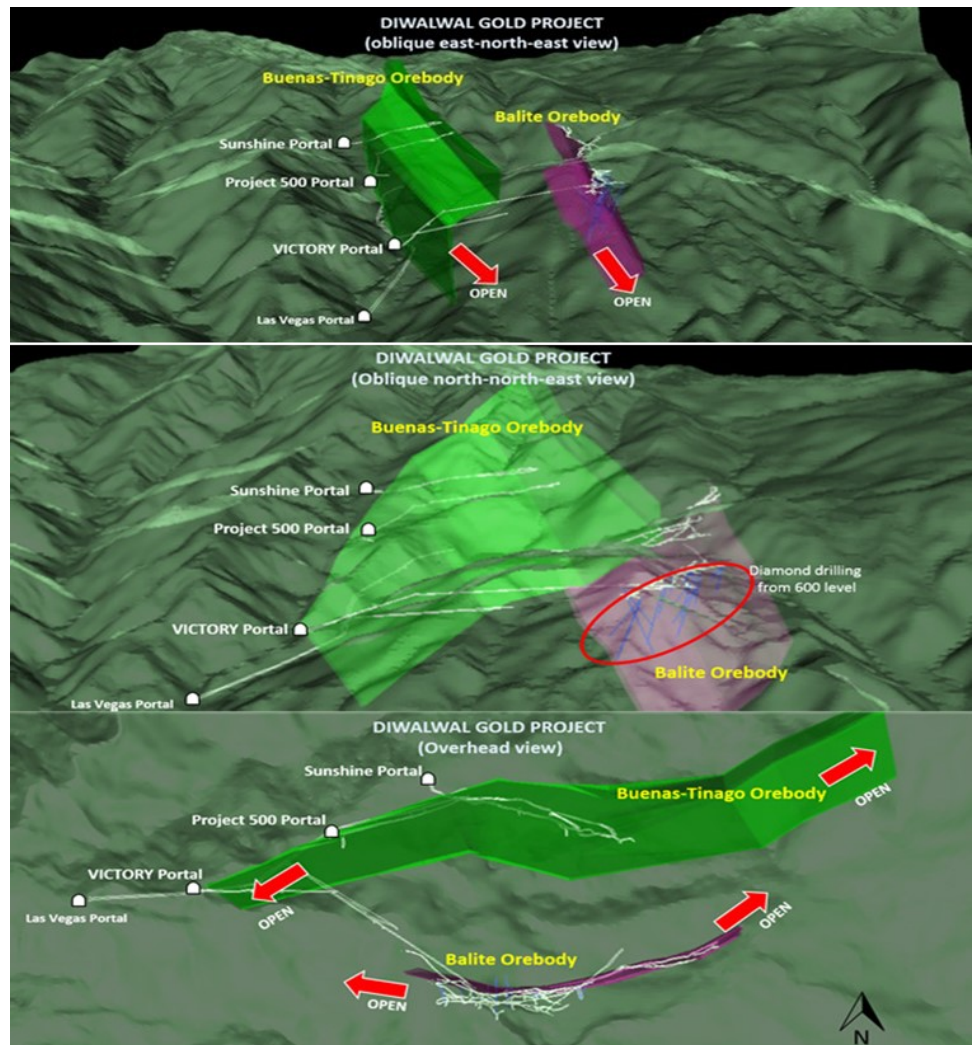 DIWALWAL GOLD PROJECT
(oblique east-north-east view)
Buenas-Tinago Orebody
Balite Orebody
Sunshine Portal
Project 500 Portal
VICTORY Portal
OPEN
OPEN
Las Vegas Portal
DIWALWAL GOLD PROJECT
(Oblique north-north-east view)
Buenas-Tinago Orebody
Sunshine Portal
Project 500 Portal
Diamond drilling
from 600 level
VICTORY Portal
Balite Orebody
Las Vegas Portal
DIWALWAL GOLD PROJECT
(Overhead view)
Sunshine Portal
Buenas-Tinago Orebody
OPEN
Project 500 Portal
VICTORY Portal
Las Vegas Portal
OPEN
OPEN
Balite Orebody
OPEN
N